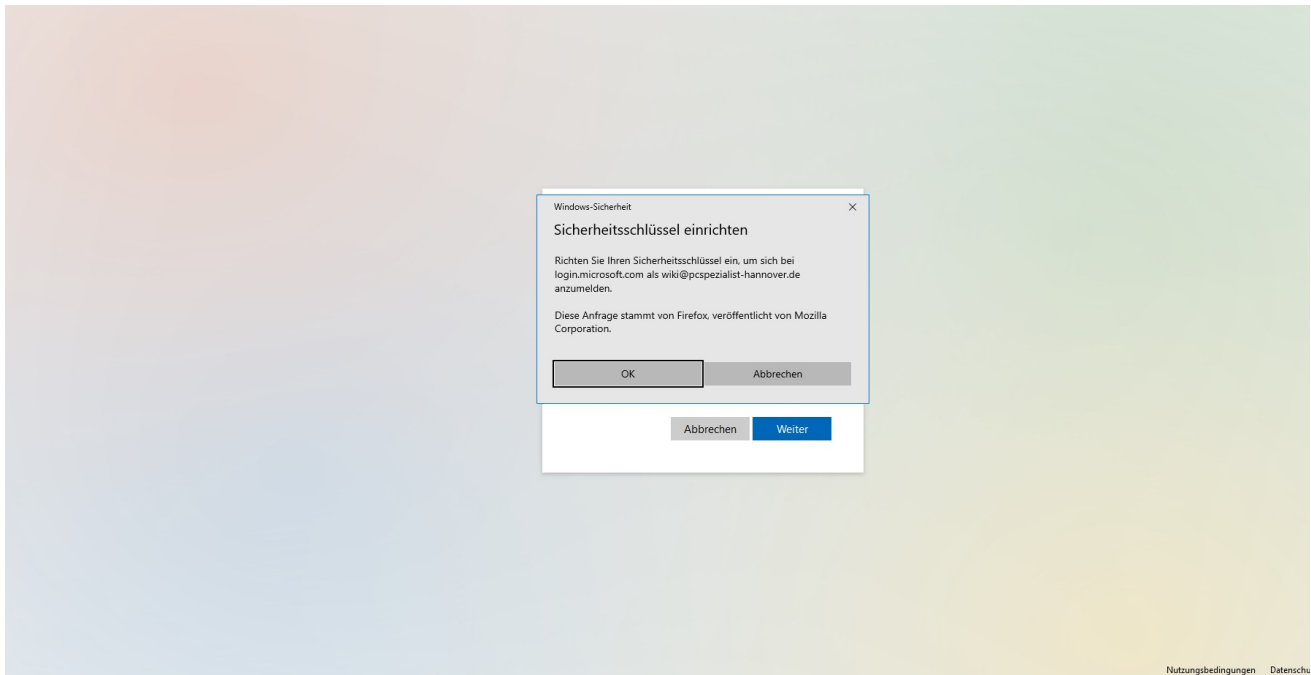 Windows-Sicherheit
Sicherheitsschlüssel einrichten
Richten Sie Ihren Sicherheitsschlüssel ein, um sich bei
login.microsoft.com als wiki@pcspezialist-hannover.de
anzumelden.
Diese Anfrage stammt von Firefox, veröffentlicht von Mozilla
Corporation.
OK Abbrechen
Abbrechen Weiter
Nutzungsbedingungen Datenschu